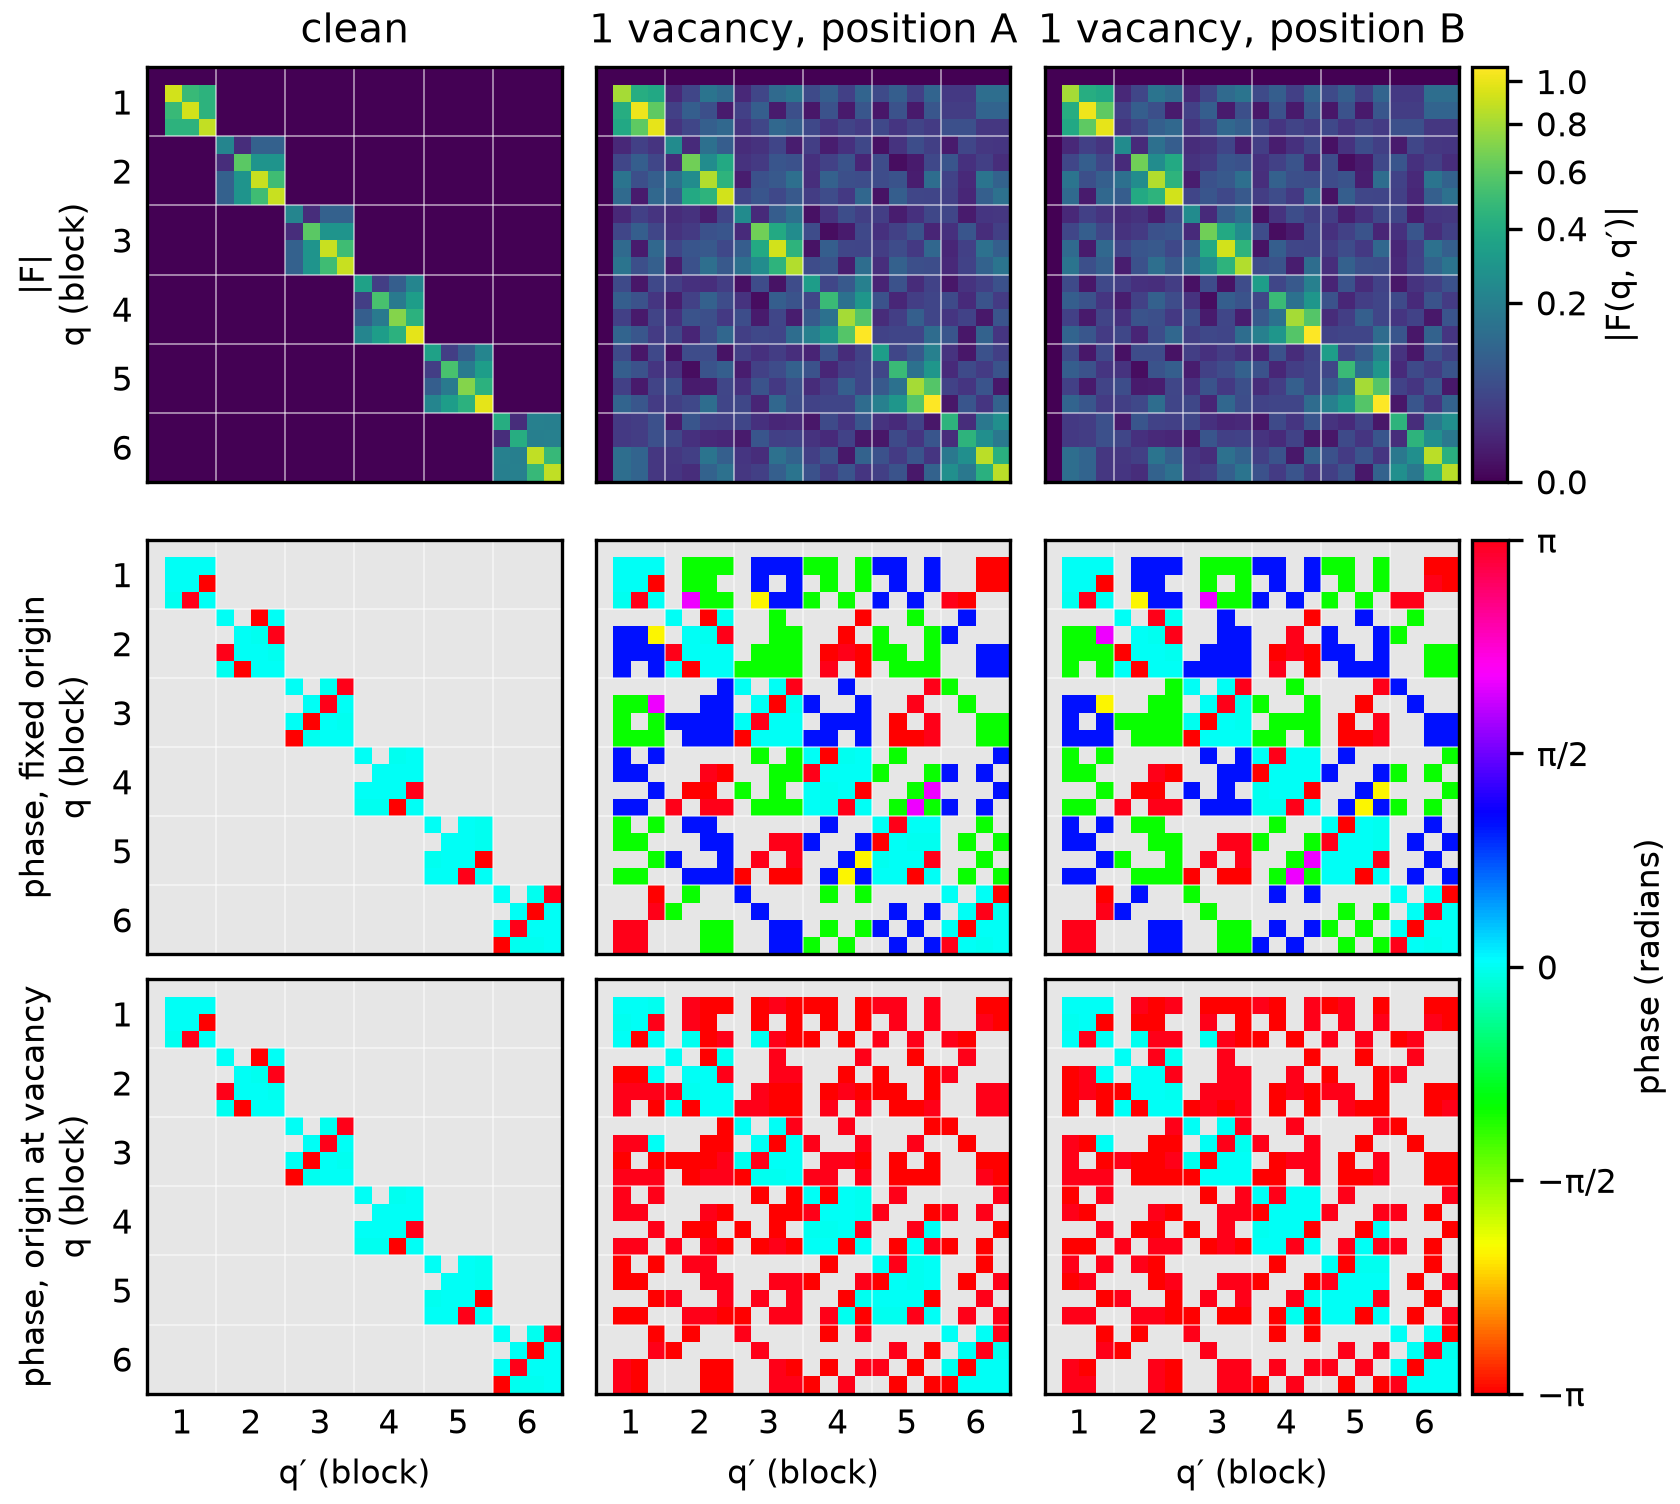 clean
1 vacancy, position A
1 vacancy, position B
|F|
q (block)
1
2
3
4
5
6
1.0
0.8
0.6
0.4
0.2
0.0
|F(q, q′)|
phase, fixed origin
q (block)
1
2
3
4
5
6
phase, origin at vacancy
q (block)
1
2
3
4
5
6
π
π/2
0
−π/2
−π
phase (radians)
1 2 3 4 5 6
1 2 3 4 5 6
1 2 3 4 5 6
q′ (block)
q′ (block)
q′ (block)